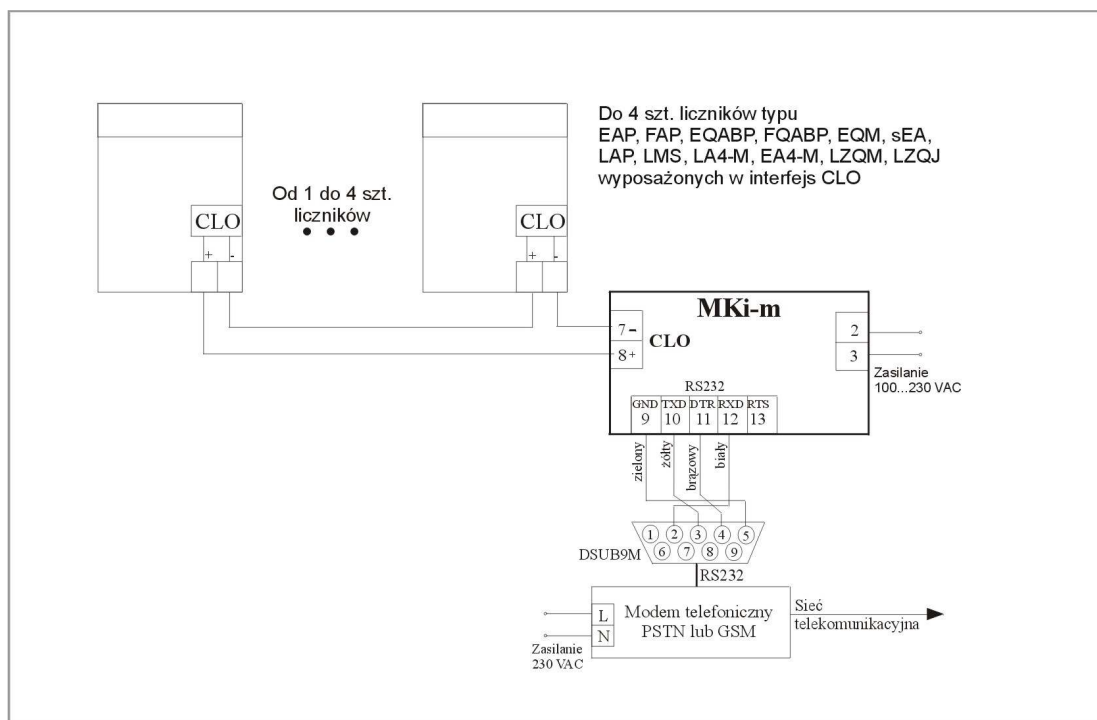 Do 4 szt. liczników typu
EAP, FAP, EQABP, FQABP, EQM, sEA,
LAP, LMS, LA4-M, EA4-M, LZQM, LZQJ
wyposażonych w interfejs CLO
Od 1 do 4 szt.
liczników
CLO
+ -
CLO
+ -
MKi-m
7 -
8 +
CLO
2
3
Zasilanie
100...230 VAC
RS232
GND TXD DTR RXD RTS
9 10 11 12 13
zielony
żółty
brązowy
biały
1 2 3 4 5
6 7 8 9
DSUB9M
RS232
L
N
Zasilanie
230 VAC
Modem telefoniczny
PSTN lub GSM
Sieć
telekomunikacyjna